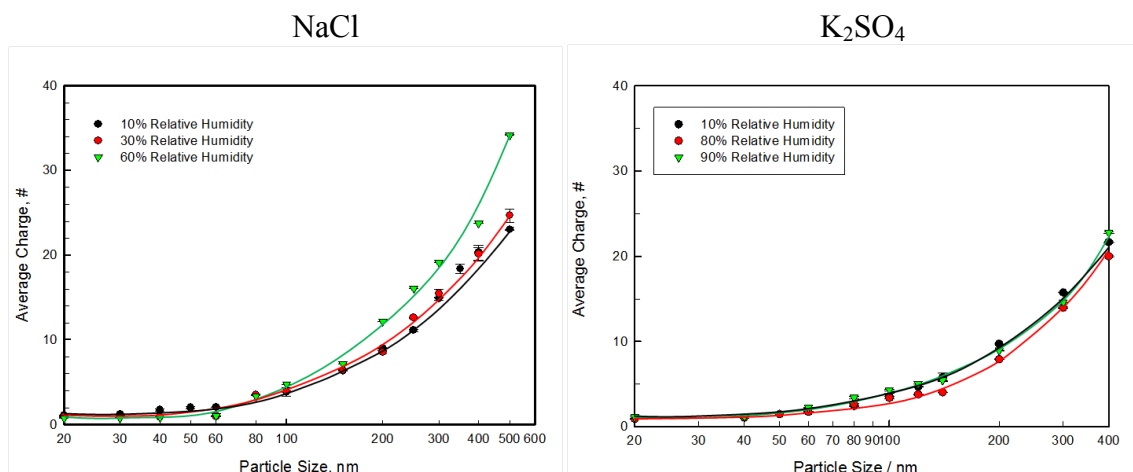 NaCl
40
30
20
10
0
Average Charge, #
10% Relative Humidity
30% Relative Humidity
60% Relative Humidity
20 30 40 50 60 80 100 200 300 400 500 600
Particle Size, nm
K₂SO₄
40
30
20
10
0
Average Charge, #
10% Relative Humidity
80% Relative Humidity
90% Relative Humidity
20 30 40 50 60 70 80 90100 200 300 400
Particle Size / nm